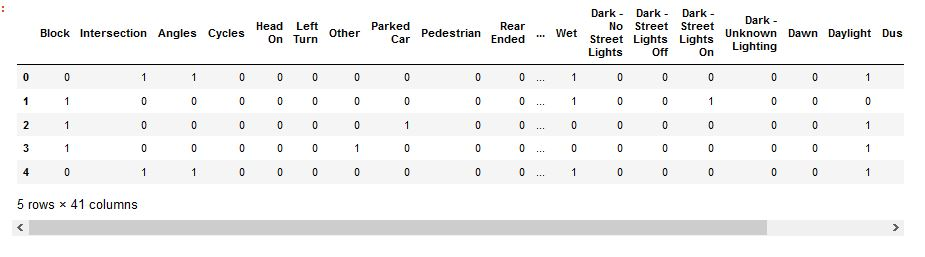 :
Block Intersection Angles Cycles Head On Left Turn Other Parked Car Pedestrian Rear Ended ... Wet Dark - No Street Lights Dark - Street Lights Off Dark - Street Lights On Dark - Unknown Lighting Dawn Daylight Dus
0 0 1 1 0 0 0 0 0 0 0 ... 1 0 0 0 0 0 1
1 1 0 0 0 0 0 0 0 0 0 ... 1 0 0 1 0 0 0
2 1 0 0 0 0 0 0 1 0 0 ... 0 0 0 0 0 0 1
3 1 0 0 0 0 0 1 0 0 0 ... 0 0 0 0 0 0 1
4 0 1 1 0 0 0 0 0 0 0 ... 1 0 0 0 0 0 1
5 rows × 41 columns